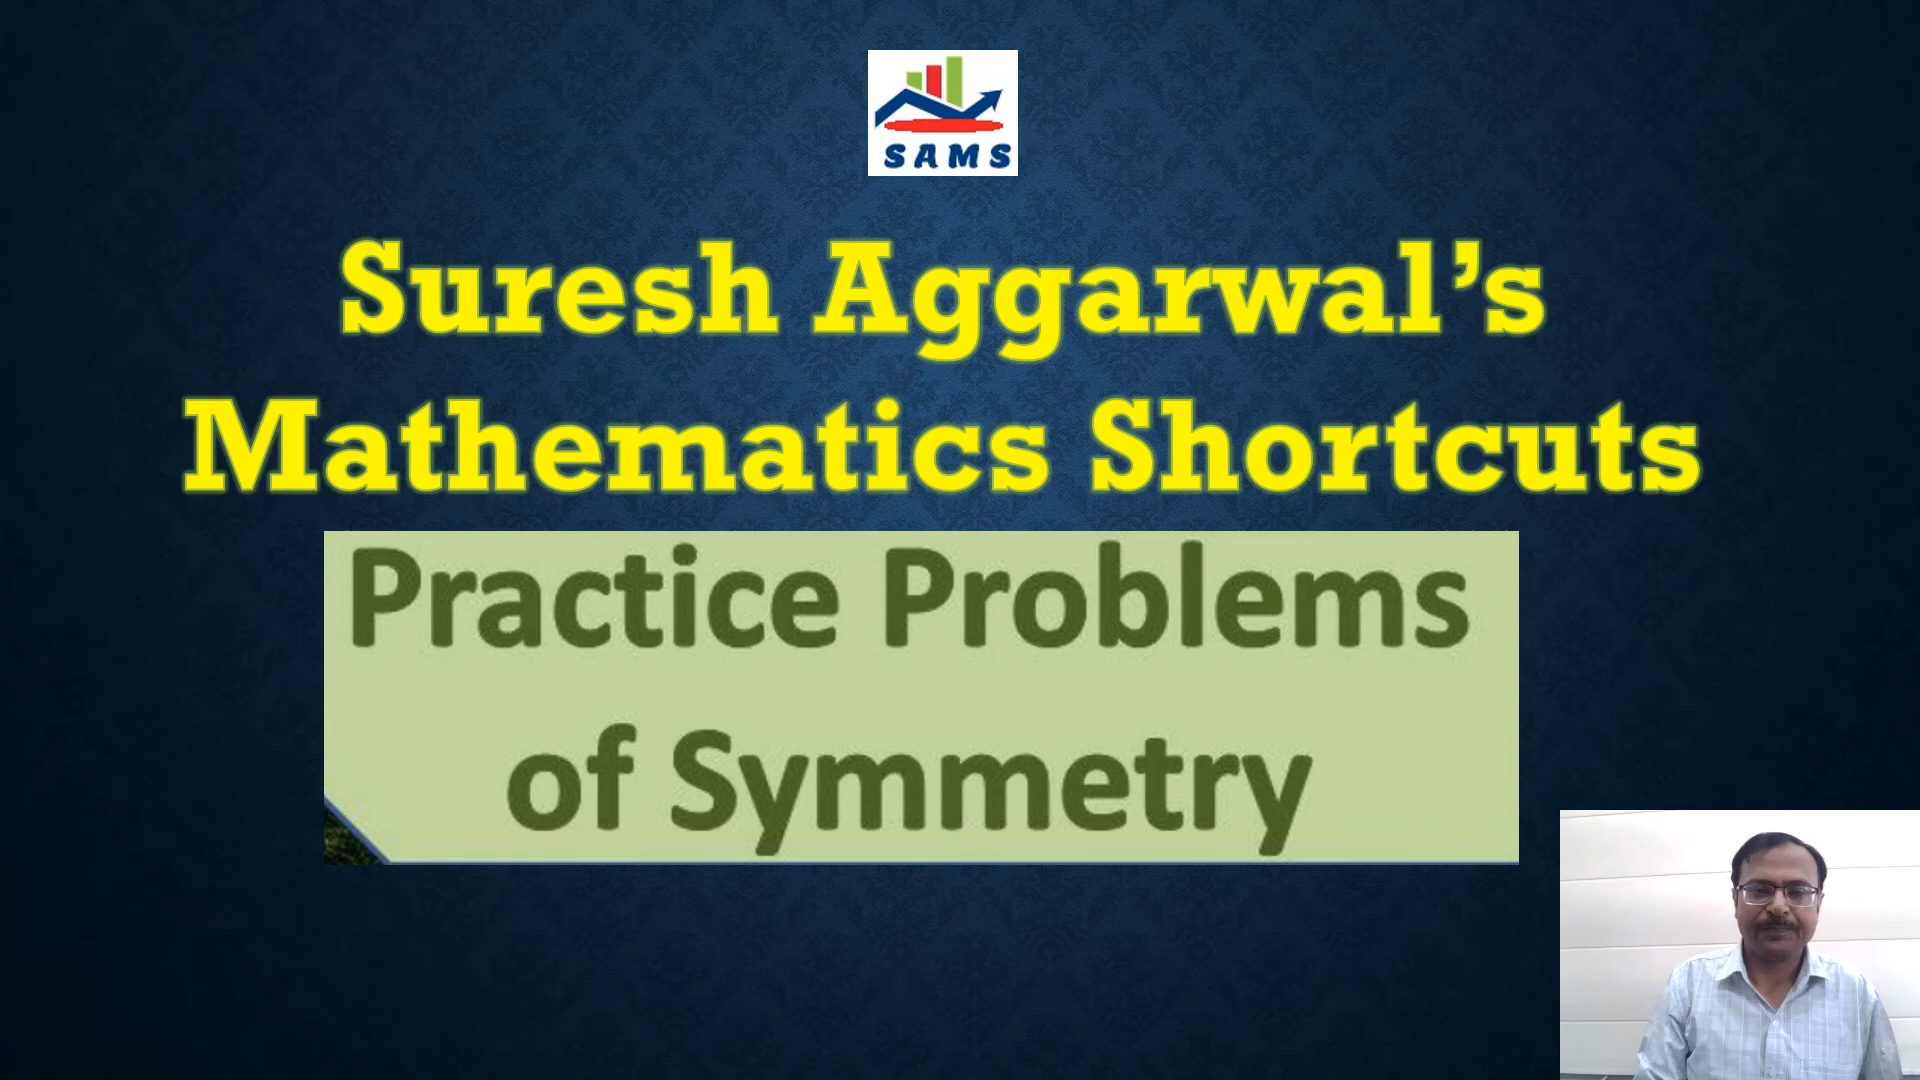 SAMS
Suresh Aggarwal’s
Mathematics Shortcuts
Practice Problems
of Symmetry